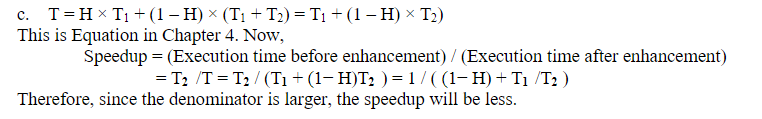 c. T = H × T₁ + (1 – H) × (T₁ + T₂) = T₁ + (1 – H) × T₂)
This is Equation in Chapter 4. Now,
Speedup = (Execution time before enhancement) / (Execution time after enhancement)
= T₂ /T = T₂ / (T₁ + (1− H)T₂ ) = 1 / ( (1− H) + T₁ /T₂ )
Therefore, since the denominator is larger, the speedup will be less.